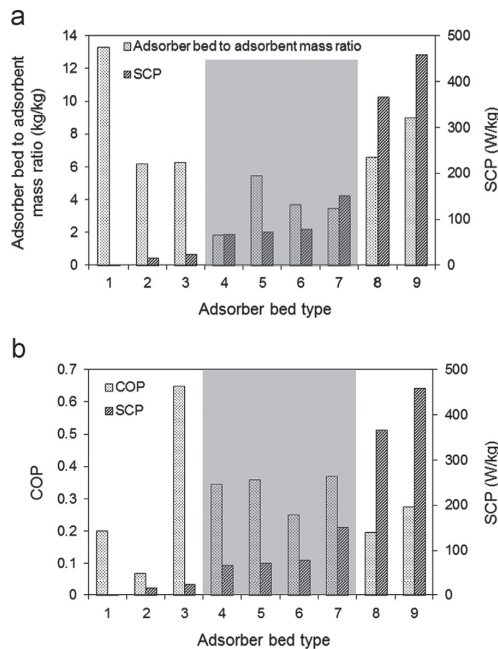 a
Adsorber bed to adsorbent mass ratio
SCP
Adsorber bed to adsorbent
mass ratio (kg/kg)
14
12
10
8
6
4
2
0
500
400
300
200
100
0
SCP (W/kg)
1 2 3 4 5 6 7 8 9
Adsorber bed type
b
COP
SCP
COP
0.7
0.6
0.5
0.4
0.3
0.2
0.1
0
500
400
300
200
100
0
SCP (W/kg)
1 2 3 4 5 6 7 8 9
Adsorber bed type